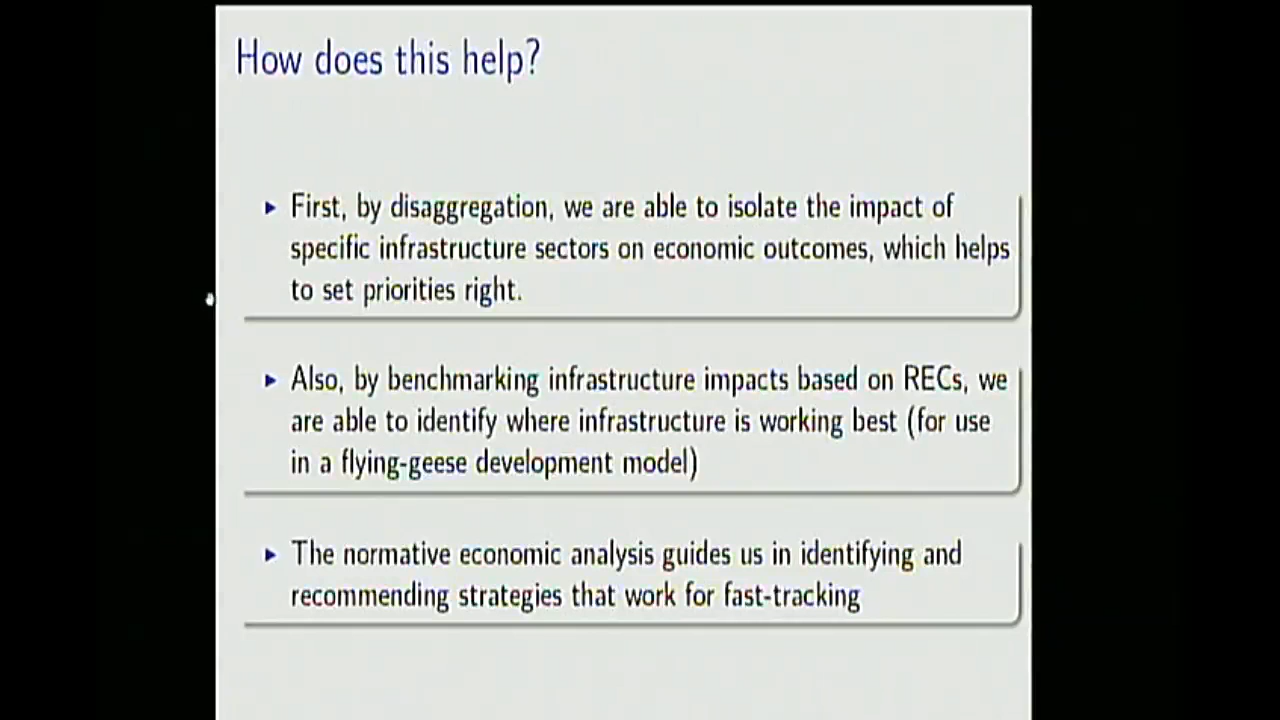 How does this help?
First, by disaggregation, we are able to isolate the impact of
specific infrastructure sectors on economic outcomes, which helps
to set priorities right.
Also, by benchmarking infrastructure impacts based on RECs, we
are able to identify where infrastructure is working best (for use
in a flying-geese development model)
The normative economic analysis guides us in identifying and
recommending strategies that work for fast-tracking